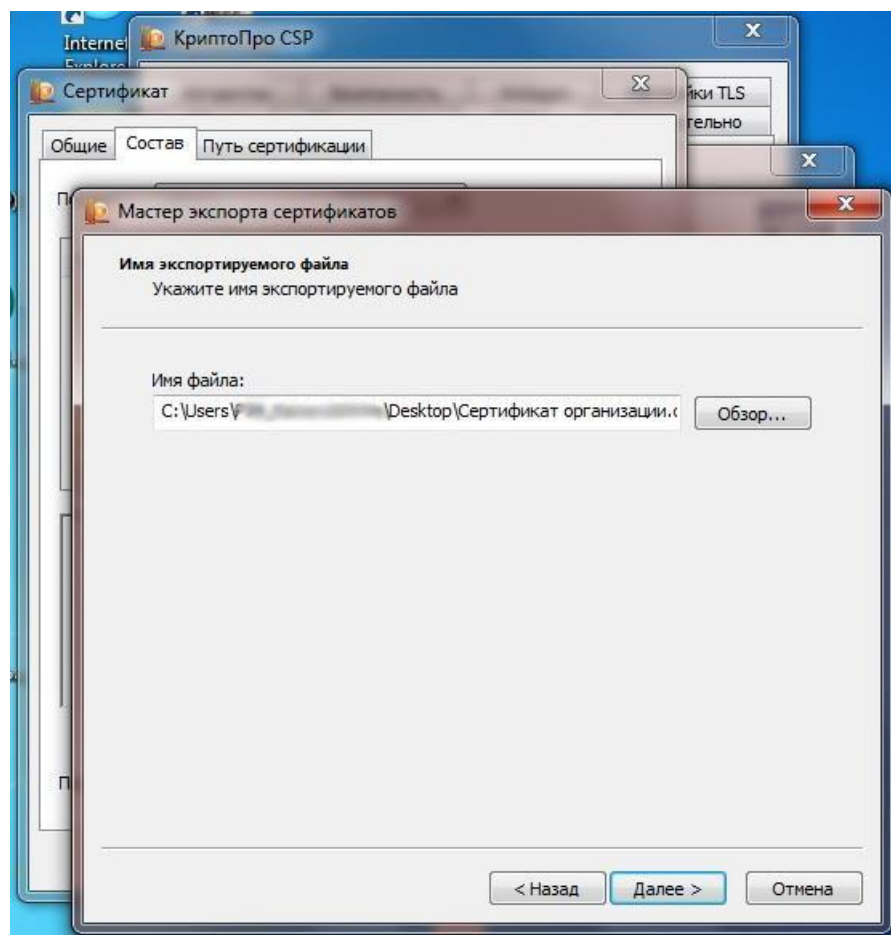 Internet
КриптоПро CSP
Сертификат
йки TLS
тельно
Общие Состав Путь сертификации
Мастер экспорта сертификатов
Имя экспортируемого файла
Укажите имя экспортируемого файла
Имя файла:
C:\Users\ \Desktop\Сертификат организации.c
Обзор...
< Назад Далее > Отмена